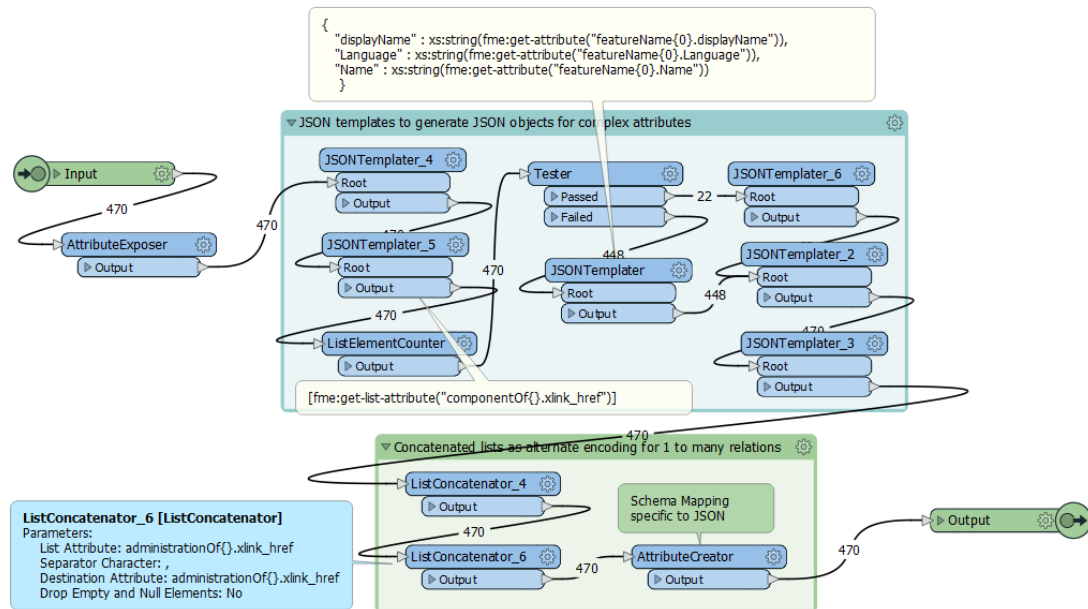 {
"displayName" : xs:string(fme:get-attribute("featureName{0}.displayName")),
"Language" : xs:string(fme:get-attribute("featureName{0}.Language")),
"Name" : xs:string(fme:get-attribute("featureName{0}.Name"))
}
JSON templates to generate JSON objects for complex attributes
Input
470
AttributeExposer
Output
470
JSONTemplater_4
Root
Output
470
JSONTemplater_5
Root
Output
470
ListElementCounter
Output
470
Tester
Passed
22
Failed
448
JSONTemplater
Root
Output
448
JSONTemplater_6
Root
Output
JSONTemplater_2
Root
Output
470
JSONTemplater_3
Root
Output
[fme:get-list-attribute("componentOf{}.xlink_href")]
470
Concatenated lists as alternate encoding for 1 to many relations
ListConcatenator_4
Output
470
ListConcatenator_6
Output
470
Schema Mapping
specific to JSON
AttributeCreator
Output
470
Output
ListConcatenator_6 [ListConcatenator]
Parameters:
List Attribute: administrationOf{}.xlink_href
Separator Character: ,
Destination Attribute: administrationOf{}.xlink_href
Drop Empty and Null Elements: No